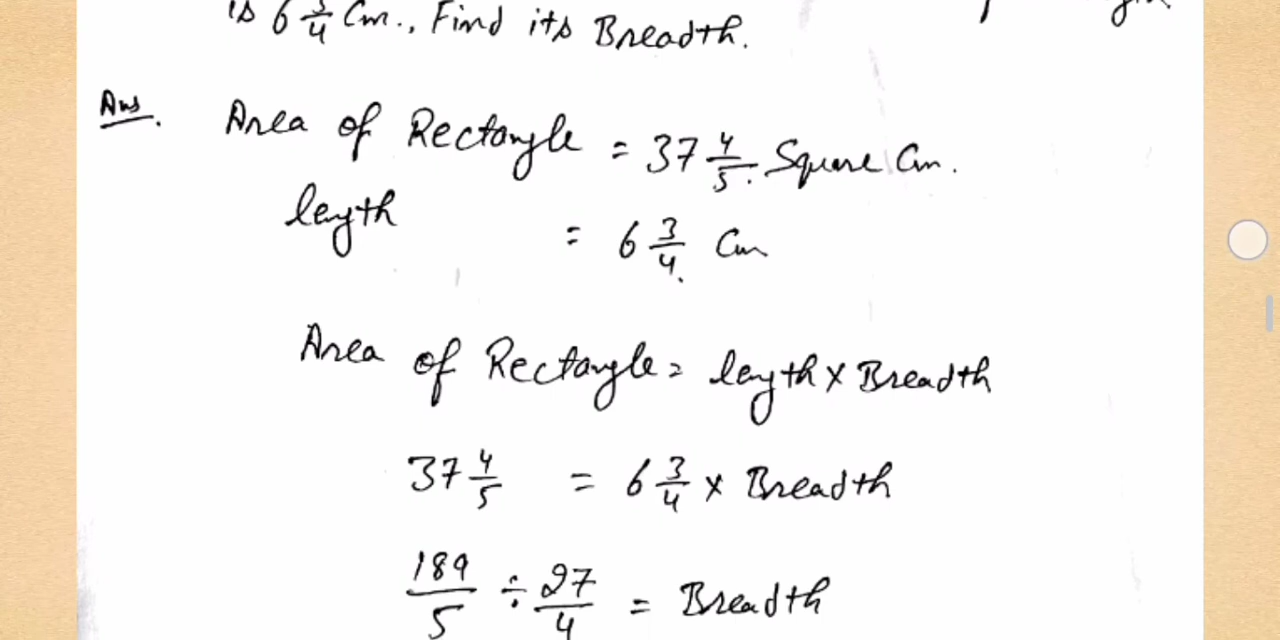 is 6 3/4 Cm., Find its Breadth.
Ans.
Area of Rectangle = 37 4/5 Square Cm.
length = 6 3/4 Cm
Area of Rectangle = length x Breadth
37 4/5 = 6 3/4 x Breadth
189/5 ÷ 27/4 = Breadth